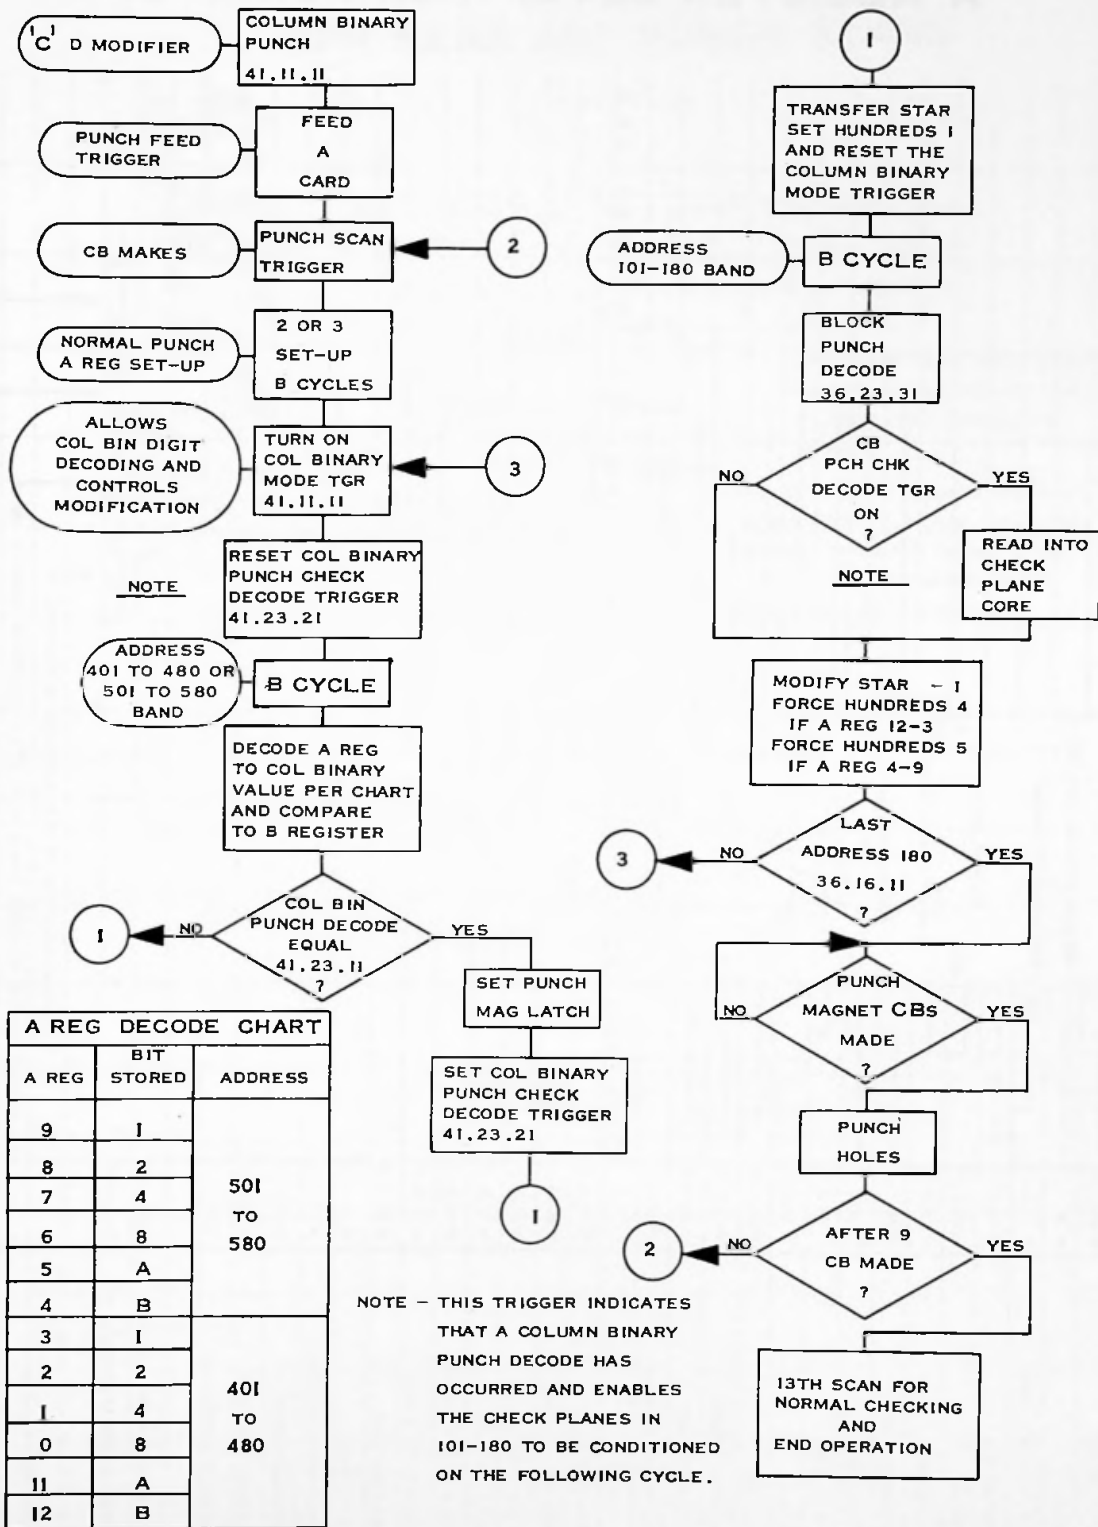 'C' D MODIFIER
COLUMN BINARY
PUNCH
41.11.11
PUNCH FEED
TRIGGER
FEED
A
CARD
CB MAKES
PUNCH SCAN
TRIGGER
2
NORMAL PUNCH
A REG SET-UP
2 OR 3
SET-UP
B CYCLES
ALLOWS
COL BIN DIGIT
DECODING AND
CONTROLS
MODIFICATION
TURN ON
COL BINARY
MODE TGR
41.11.11
3
NOTE
RESET COL BINARY
PUNCH CHECK
DECODE TRIGGER
41.23.21
ADDRESS
401 TO 480 OR
501 TO 580
BAND
B CYCLE
DECODE A REG
TO COL BINARY
VALUE PER CHART
AND COMPARE
TO B REGISTER
1
NO
COL BIN
PUNCH DECODE
EQUAL
41.23.11
?
YES
SET PUNCH
MAG LATCH
SET COL BINARY
PUNCH CHECK
DECODE TRIGGER
41.23.21
1
A REG DECODE CHART
A REG BIT STORED ADDRESS
9 1
8 2
7 4
6 8
5 A
4 B
501
TO
580
3 1
2 2
1 4
0 8
11 A
12 B
401
TO
480
NOTE - THIS TRIGGER INDICATES
THAT A COLUMN BINARY
PUNCH DECODE HAS
OCCURRED AND ENABLES
THE CHECK PLANES IN
101-180 TO BE CONDITIONED
ON THE FOLLOWING CYCLE.
1
TRANSFER STAR
SET HUNDREDS 1
AND RESET THE
COLUMN BINARY
MODE TRIGGER
ADDRESS
101-180 BAND
B CYCLE
BLOCK
PUNCH
DECODE
36.23.31
NO
CB
PCH CHK
DECODE TGR
ON
?
YES
NOTE
READ INTO
CHECK
PLANE
CORE
MODIFY STAR - 1
FORCE HUNDREDS 4
IF A REG 12-3
FORCE HUNDREDS 5
IF A REG 4-9
3
NO
LAST
ADDRESS 180
36.16.11
?
YES
NO
PUNCH
MAGNET CBS
MADE
?
YES
PUNCH
HOLES
2
NO
AFTER 9
CB MADE
?
YES
13TH SCAN FOR
NORMAL CHECKING
AND
END OPERATION